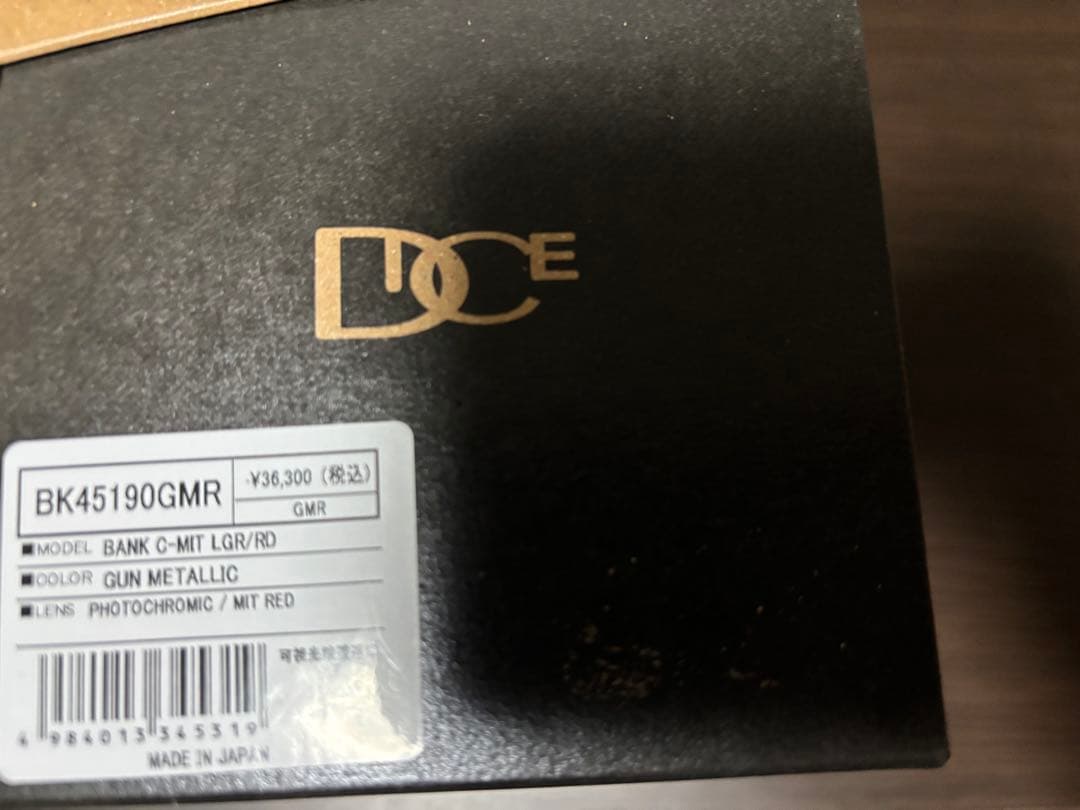 DICE
BK45190GMR
¥36,300 (税込)
GMR
■MODEL BANK C-MIT LGR/RD
■COLOR GUN METALLIC
■LENS PHOTOCHROMIC / MIT RED
4 984013 345319
MADE IN JAPAN